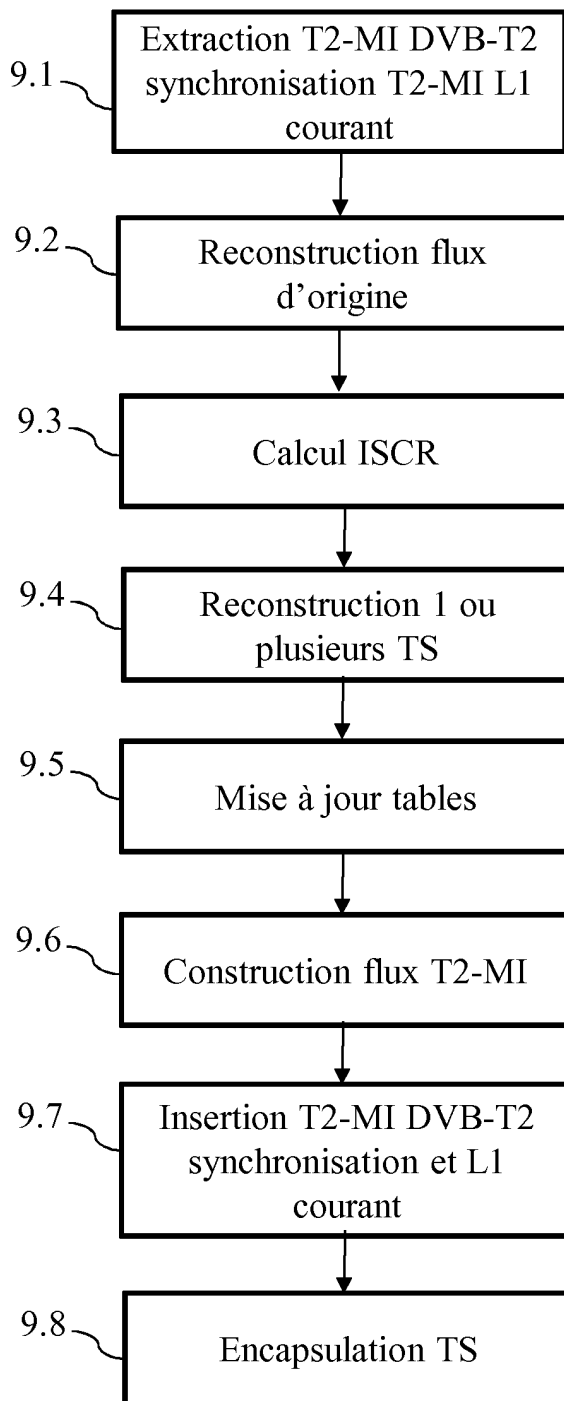 9.1
Extraction T2-MI DVB-T2
synchronisation T2-MI L1
courant
9.2
Reconstruction flux
d’origine
9.3
Calcul ISCR
9.4
Reconstruction 1 ou
plusieurs TS
9.5
Mise à jour tables
9.6
Construction flux T2-MI
9.7
Insertion T2-MI DVB-T2
synchronisation et L1
courant
9.8
Encapsulation TS